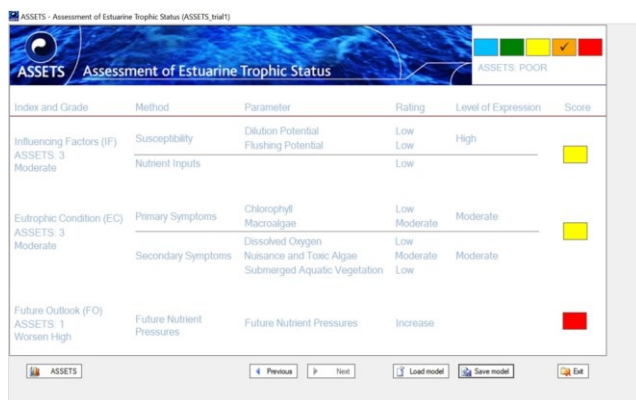 ASSETS - Assessment of Estuarine Trophic Status (ASSETS_trial1)
ASSETS Assessment of Estuarine Trophic Status
ASSETS: POOR
Index and Grade Method Parameter Rating Level of Expression Score
Influencing Factors (IF)
ASSETS: 3
Moderate
Susceptibility
Dilution Potential Low
Flushing Potential Low
High
Nutrient Inputs Low
Eutrophic Condition (EC)
ASSETS: 3
Moderate
Primary Symptoms
Chlorophyll Low
Macroalgae Moderate
Moderate
Secondary Symptoms
Dissolved Oxygen Low
Nuisance and Toxic Algae Moderate
Submerged Aquatic Vegetation Low
Moderate
Future Outlook (FO)
ASSETS: 1
Worsen High
Future Nutrient
Pressures
Future Nutrient Pressures Increase
ASSETS Previous Next Load model Save model Exit